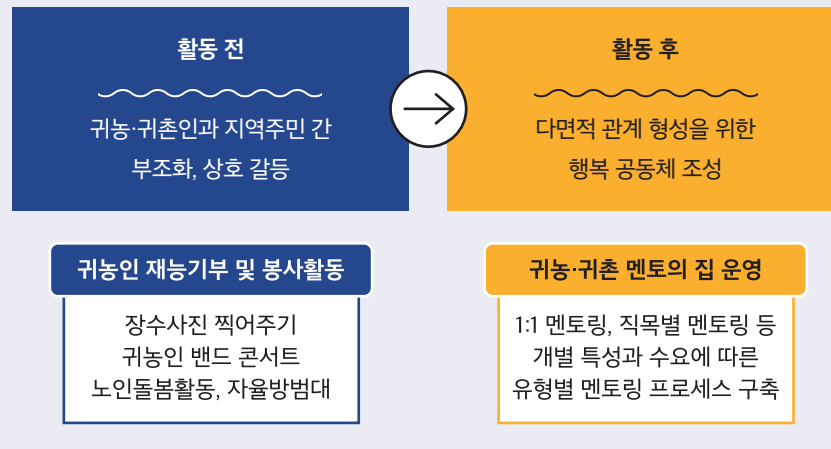 활동 전
귀농·귀촌인과 지역주민 간
부조화, 상호 갈등
활동 후
다면적 관계 형성을 위한
행복 공동체 조성
귀농인 재능기부 및 봉사활동
장수사진 찍어주기
귀농인 밴드 콘서트
노인돌봄활동, 자율방범대
귀농·귀촌 멘토의 집 운영
1:1 멘토링, 직목별 멘토링 등
개별 특성과 수요에 따른
유형별 멘토링 프로세스 구축